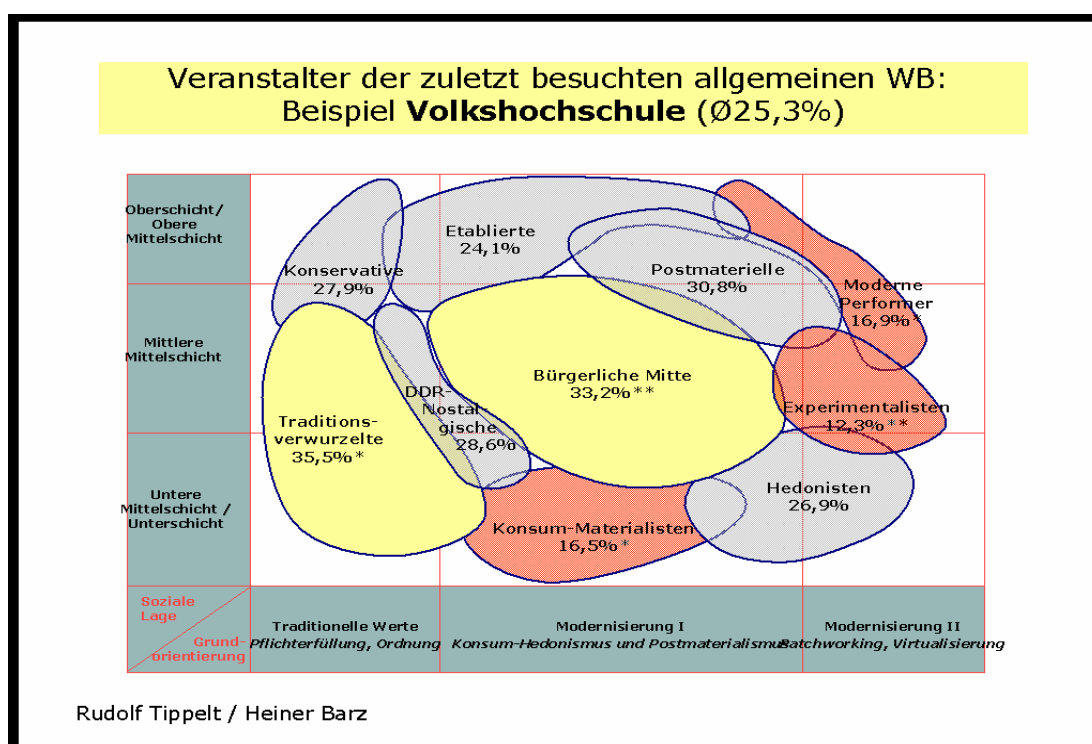 Veranstalter der zuletzt besuchten allgemeinen WB:
Beispiel Volkshochschule (Ø25,3%)
Oberschicht/
Obere
Mittelschicht
Mittlere
Mittelschicht
Untere
Mittelschicht /
Unterschicht
Konservative
27,9%
Etablierte
24,1%
Postmaterielle
30,8%
Moderne
Performer
16,9%*
Traditions-
verwurzelte
35,5%*
DDR-
Nostal-
gische
28,6%
Bürgerliche Mitte
33,2%**
Experimentalisten
12,3%**
Konsum-Materialisten
16,5%*
Hedonisten
26,9%
Soziale
Lage
Grund-
orientierung
Traditionelle Werte
Pflichterfüllung, Ordnung
Modernisierung I
Konsum-Hedonismus und Postmaterialismus
Modernisierung II
Patchworking, Virtualisierung
Rudolf Tippelt / Heiner Barz